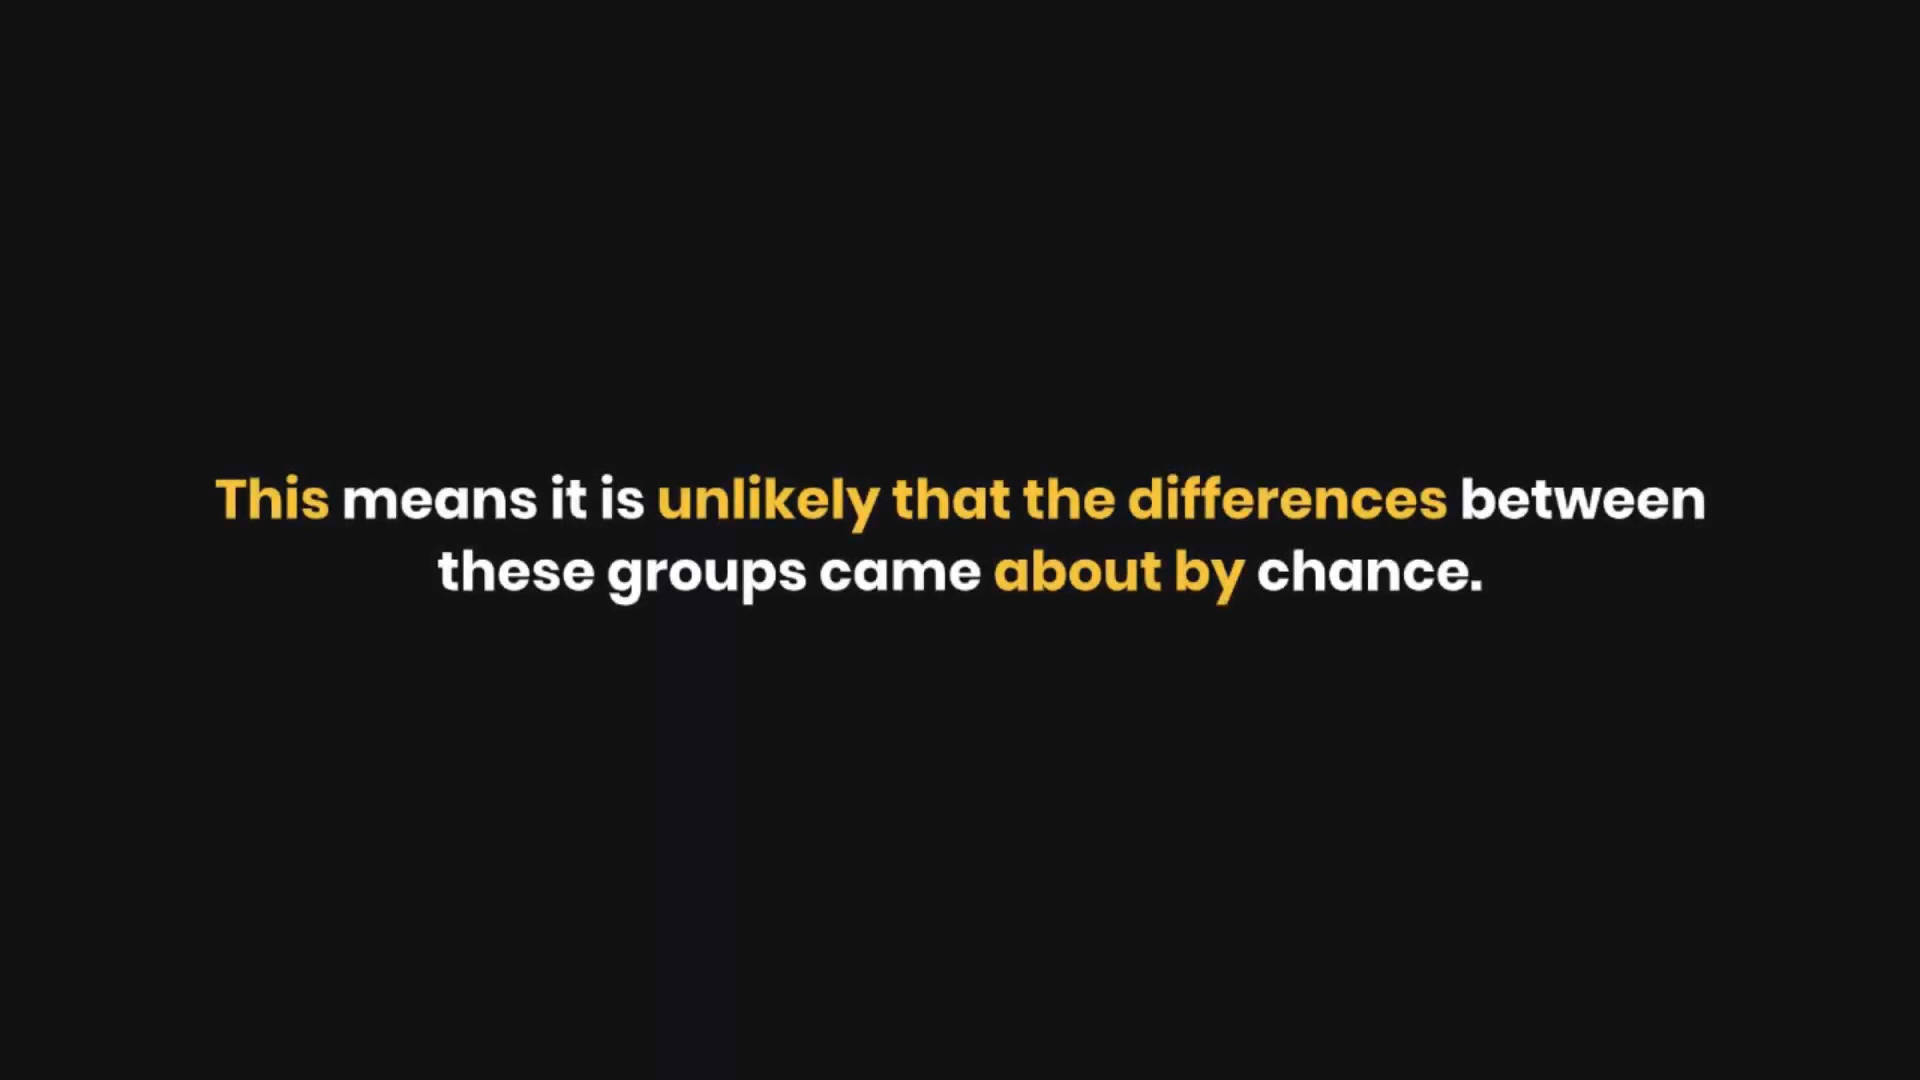 This means it is unlikely that the differences between
these groups came about by chance.